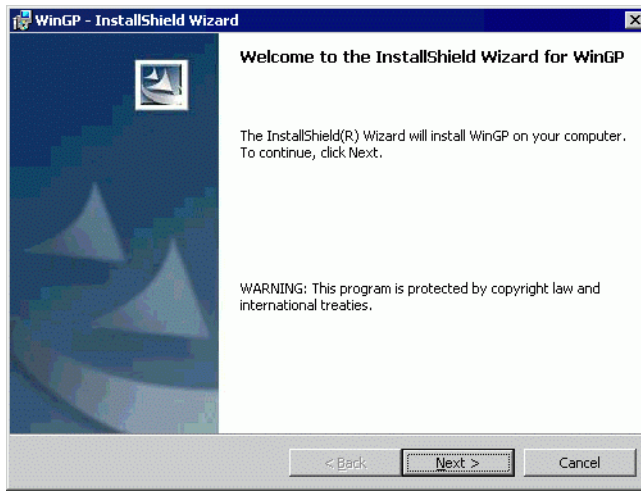 WinGP - InstallShield Wizard
Welcome to the InstallShield Wizard for WinGP
The InstallShield(R) Wizard will install WinGP on your computer.
To continue, click Next.
WARNING: This program is protected by copyright law and
international treaties.
< Back
Next >
Cancel